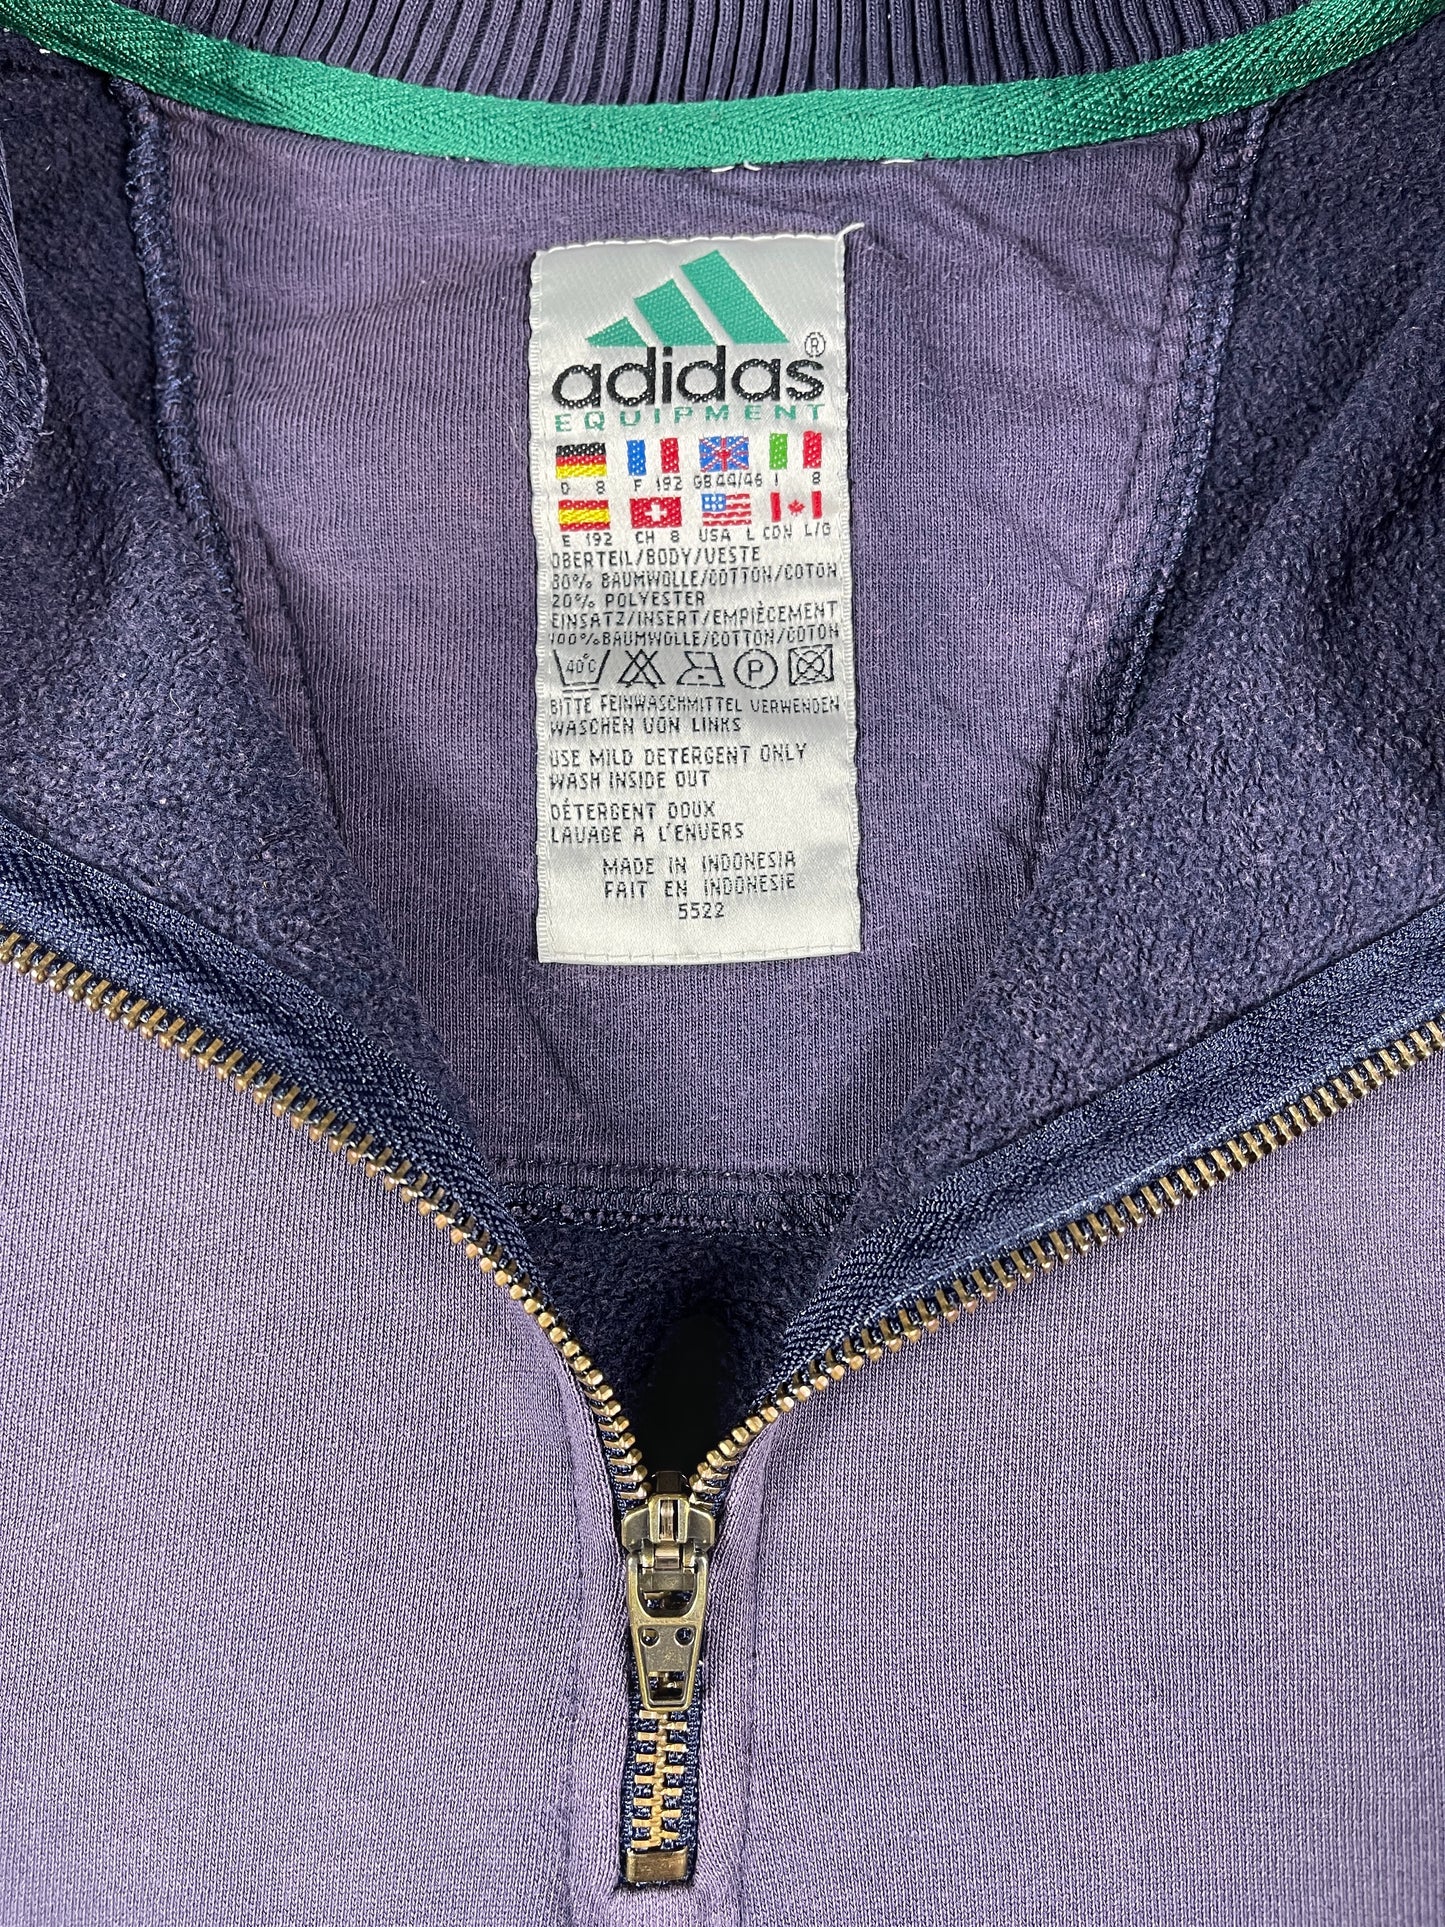 adidas®
EQUIPMENT
D 8 F 192 GB 44/46 I 8
E 192 CH 8 USA L CDN L/G
OBERTEIL/BODY/VESTE
80% BAUMWOLLE/COTTON/COTON
20% POLYESTER
EINSATZ/INSERT/EMPIÈCEMENT
100% BAUMWOLLE/COTTON/COTON
40°C P
BITTE FEINWASCHMITTEL VERWENDEN
WASCHEN VON LINKS
USE MILD DETERGENT ONLY
WASH INSIDE OUT
DÉTERGENT DOUX
LAVAGE A L'ENVERS
MADE IN INDONESIA
FAIT EN INDONESIE
5522